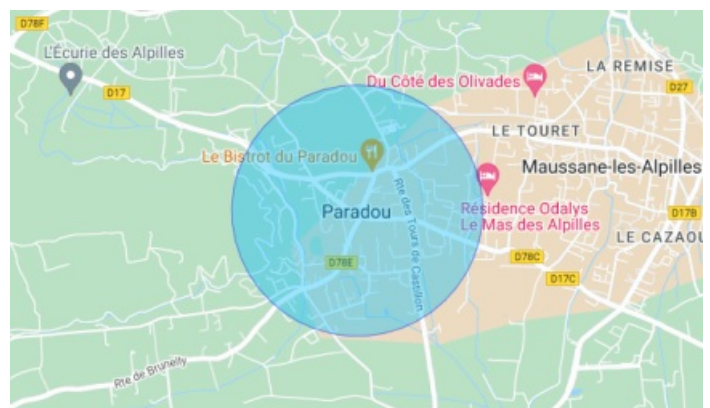 D78F
L'Écurie des Alpilles
D17
Du Côté des Olivades
LA REMISE
D27
LE TOURET
Le Bistrot du Paradou
Maussane-les-Alpilles
Rte des Tours de Castillon
Paradou
Résidence Odalys
Le Mas des Alpilles
D17B
LE CAZAOU
D78E
D78C
D17C
Rte de Brunelly